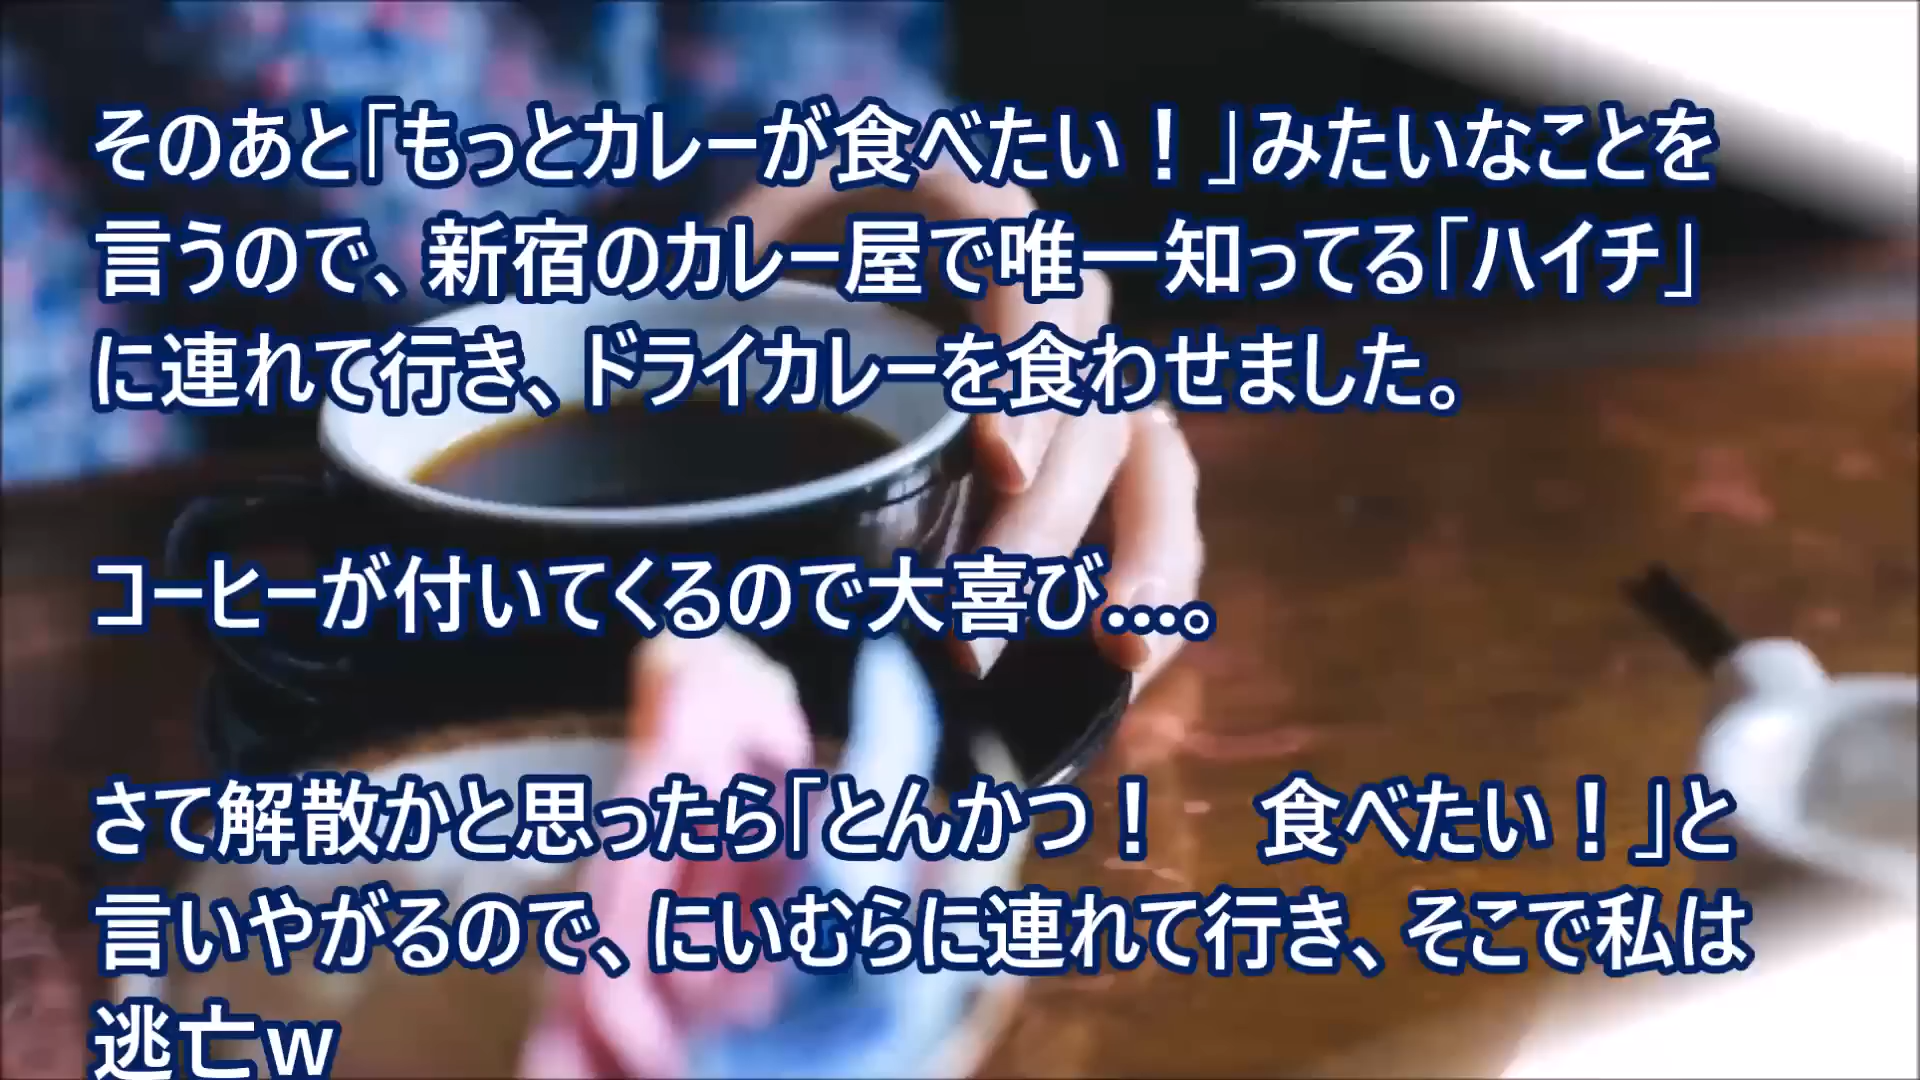 そのあと「もっとカレーが食べたい！」みたいなことを
言うので、新宿のカレー屋で唯一知ってる「ハイチ」
に連れて行き、ドライカレーを食わせました。
コーヒーが付いてくるので大喜び…。
さて解散かと思ったら「とんかつ！　食べたい！」と
言いやがるので、にいむらに連れて行き、そこで私は
逃亡ｗ